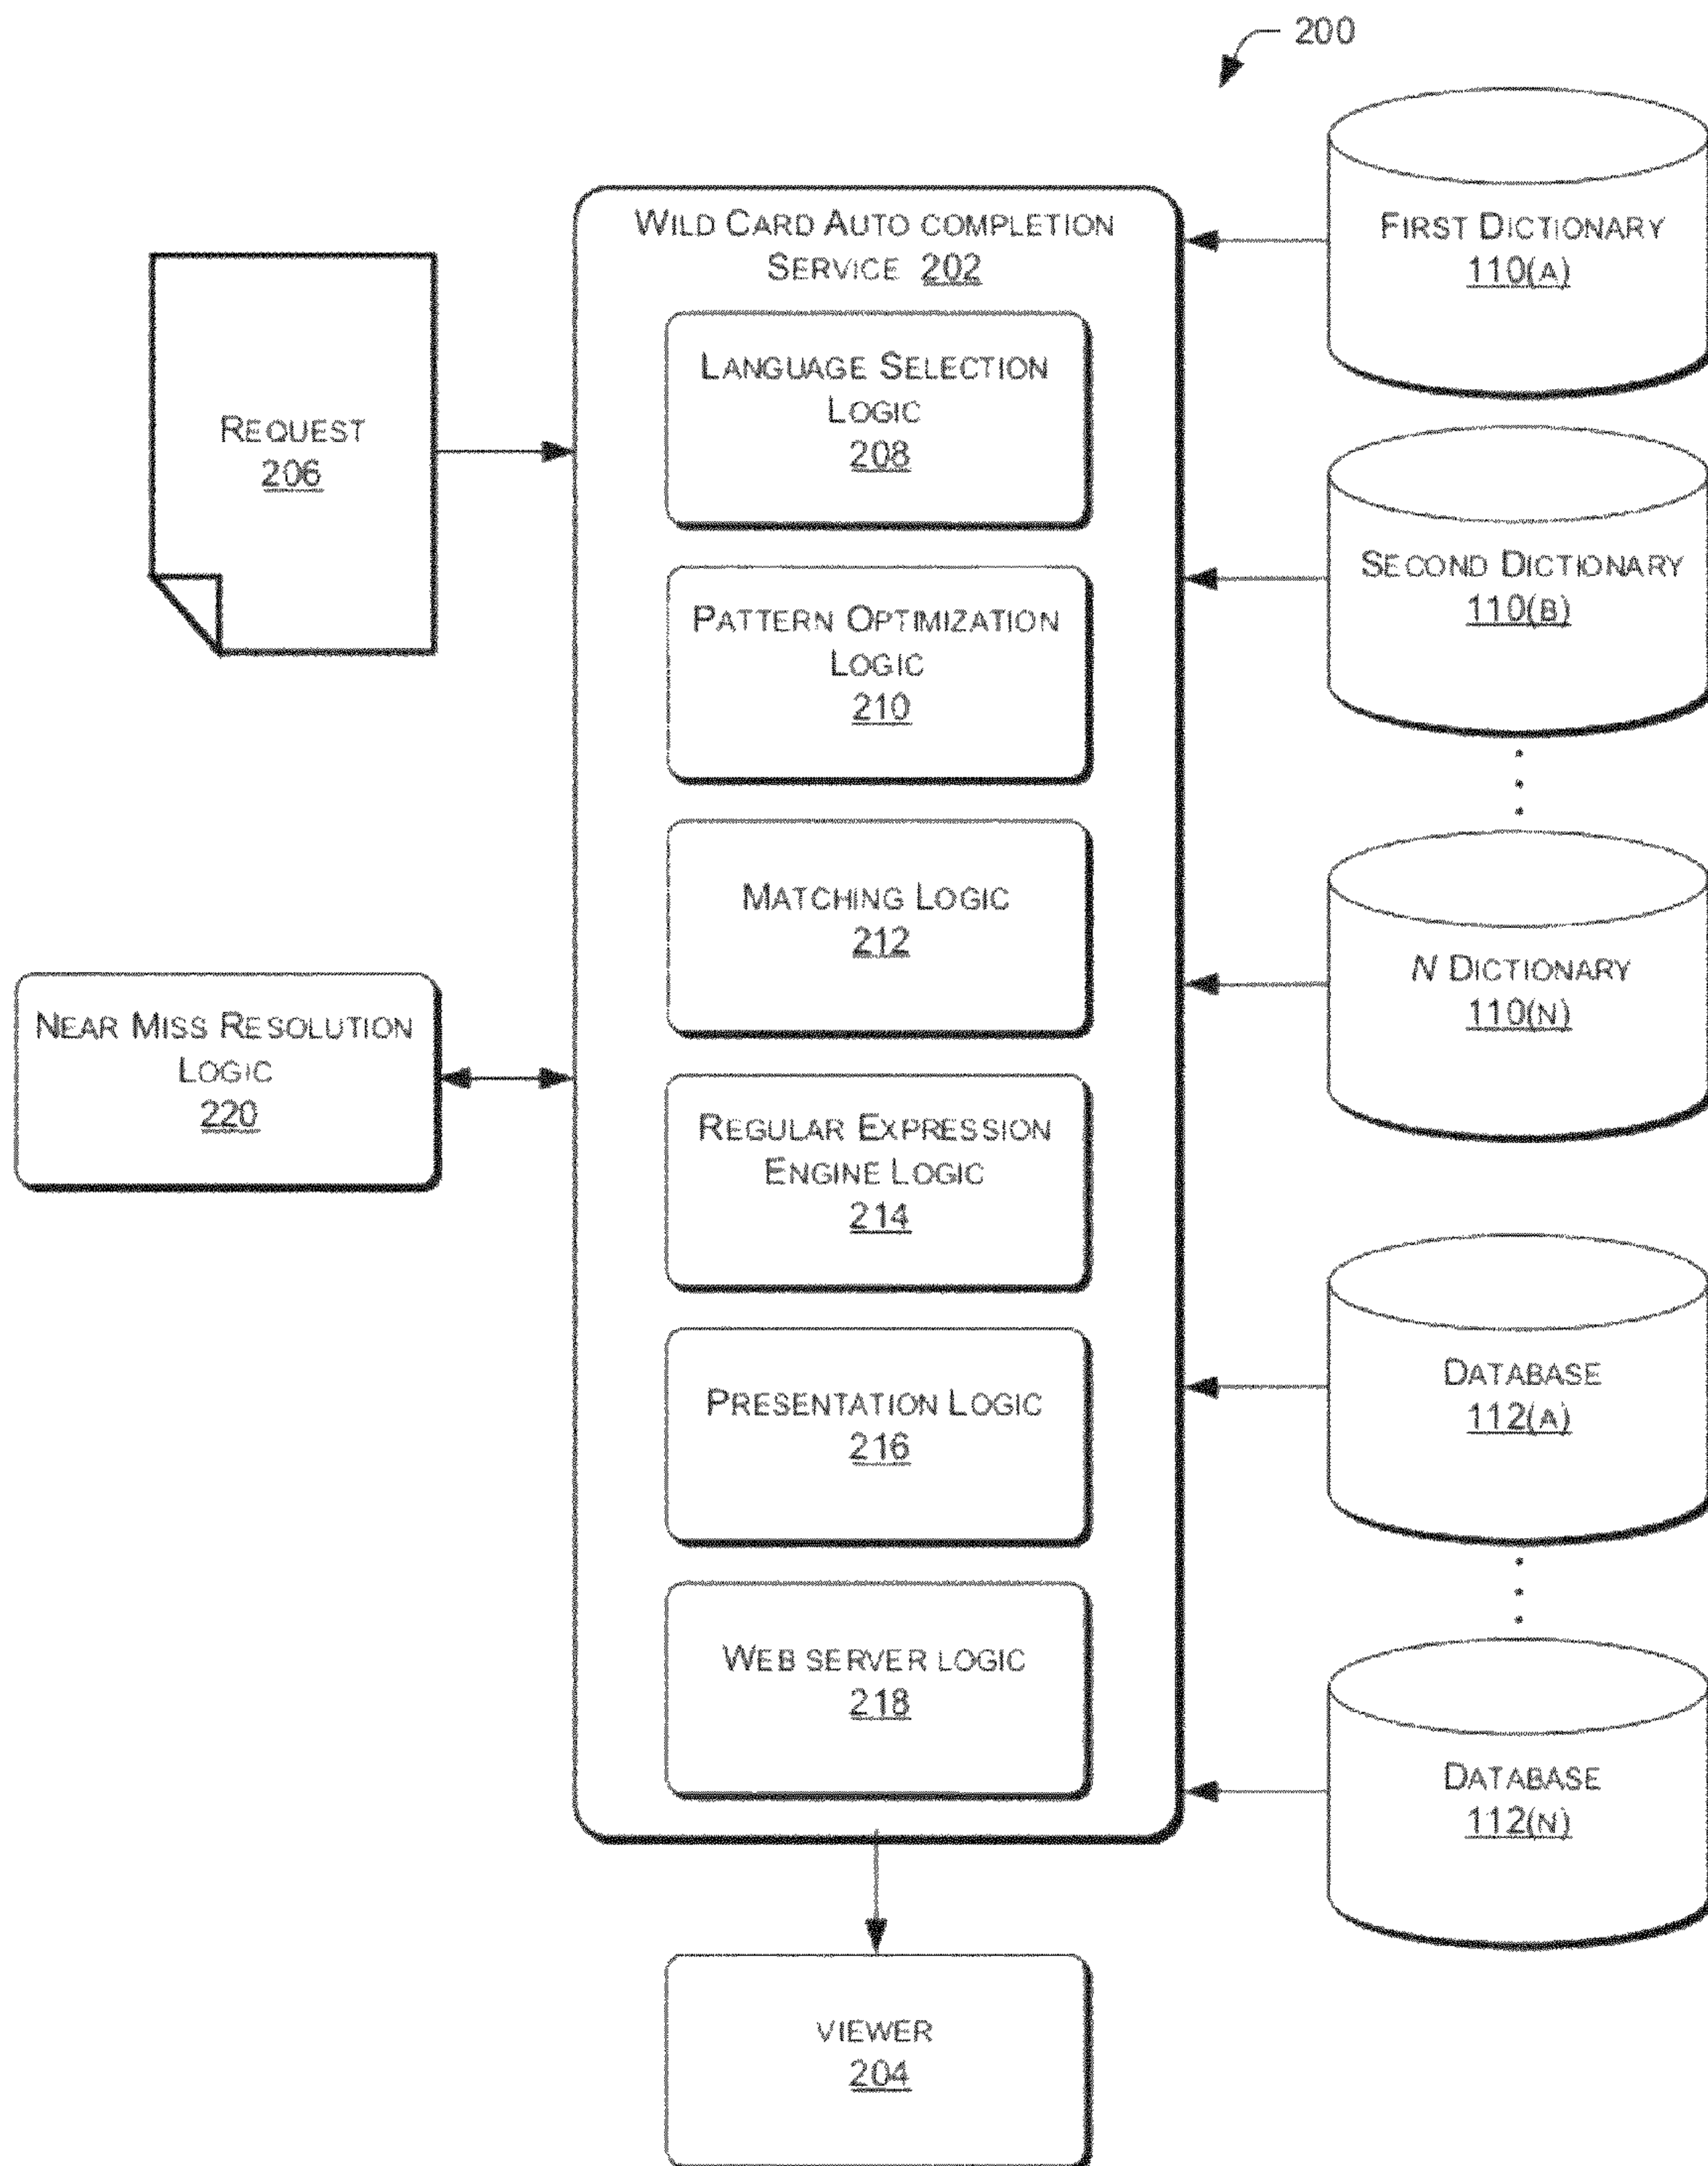 200
WILD CARD AUTO COMPLETION
SERVICE 202
LANGUAGE SELECTION
LOGIC
208
PATTERN OPTIMIZATION
LOGIC
210
MATCHING LOGIC
212
REGULAR EXPRESSION
ENGINE LOGIC
214
PRESENTATION LOGIC
216
WEB SERVER LOGIC
218
REQUEST
206
NEAR MISS RESOLUTION
LOGIC
220
FIRST DICTIONARY
110(A)
SECOND DICTIONARY
110(B)
N DICTIONARY
110(N)
DATABASE
112(A)
DATABASE
112(N)
VIEWER
204